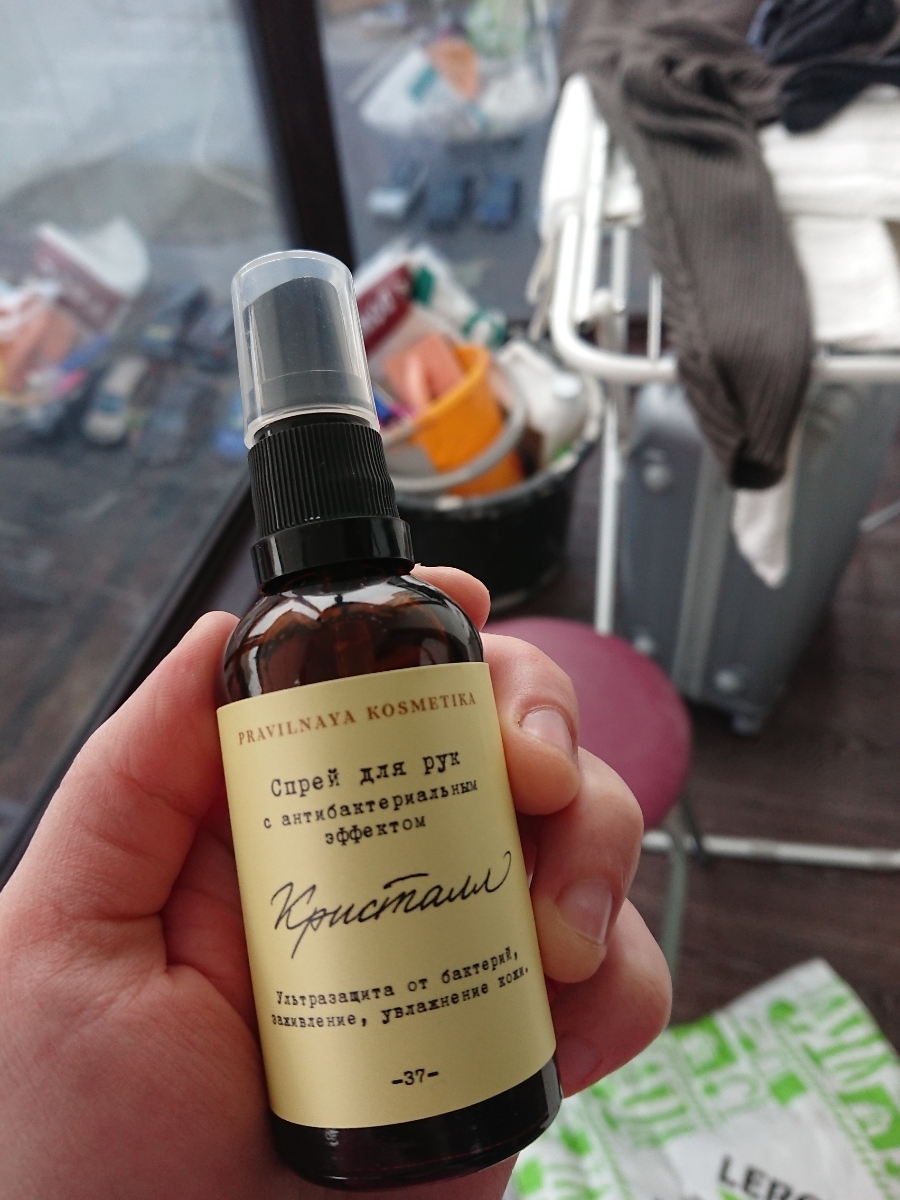 PRAVILNAYA KOSMETIKA
Спрей для рук
с антибактериальным
эффектом
Кристалл
Ультразащита от бактерий,
заживление, увлажнение кожи.
-37-